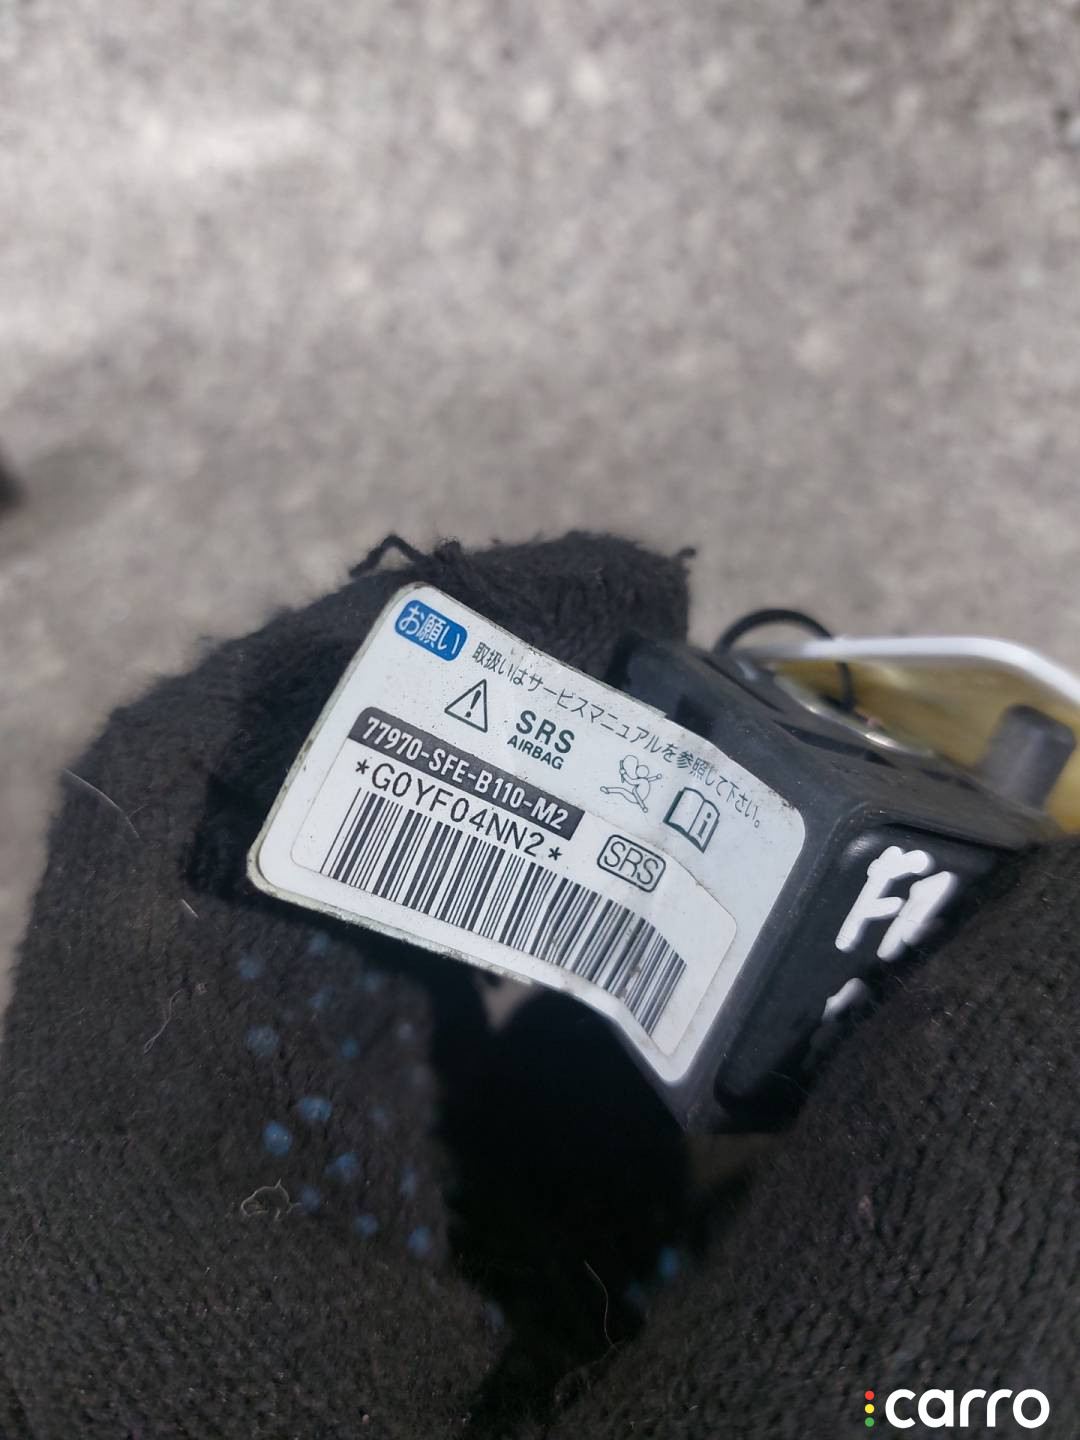 お願い
取扱いはサービスマニュアルを参照して下さい。
SRS
AIRBAG
77970-SFE-B110-M2
*G0YF04NN2*
SRS
carro